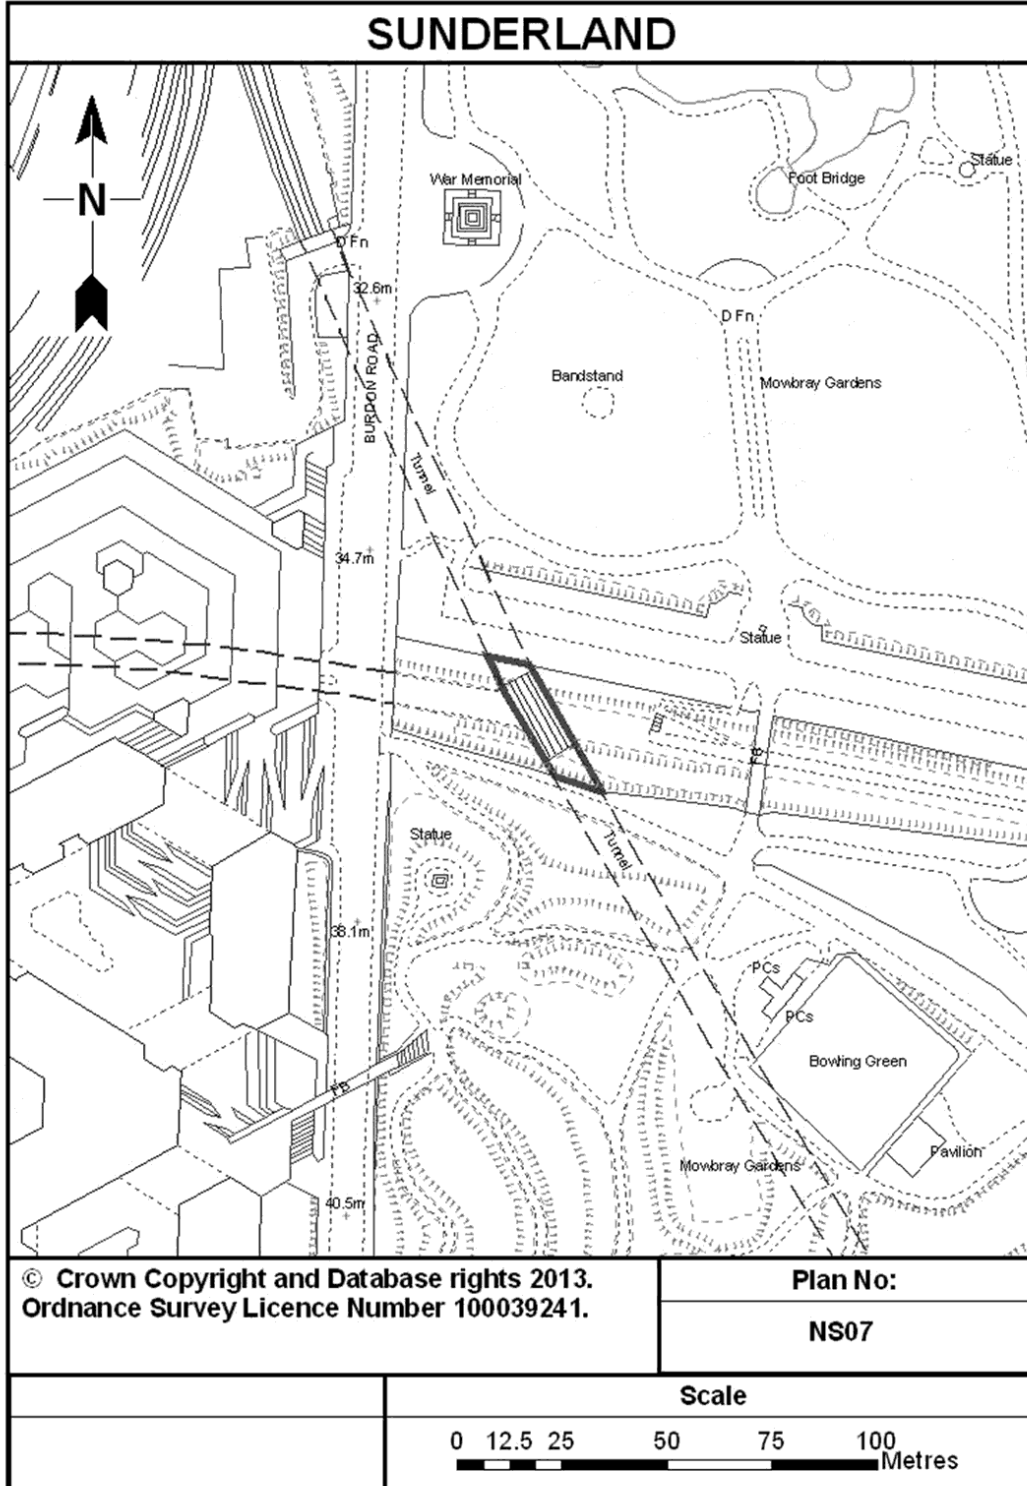 SUNDERLAND
N
War Memorial
Statue
Foot Bridge
D Fn
32.6m
D Fn
BURDON ROAD
Bandstand
Mowbray Gardens
Tunnel
34.7m
Statue
FB
Statue
Tunnel
38.1m
PCs
PCs
Bowling Green
FB
Pavilion
Mowbray Gardens
40.5m
© Crown Copyright and Database rights 2013.
Ordnance Survey Licence Number 100039241.
Plan No:
NS07
Scale
0 12.5 25 50 75 100
Metres